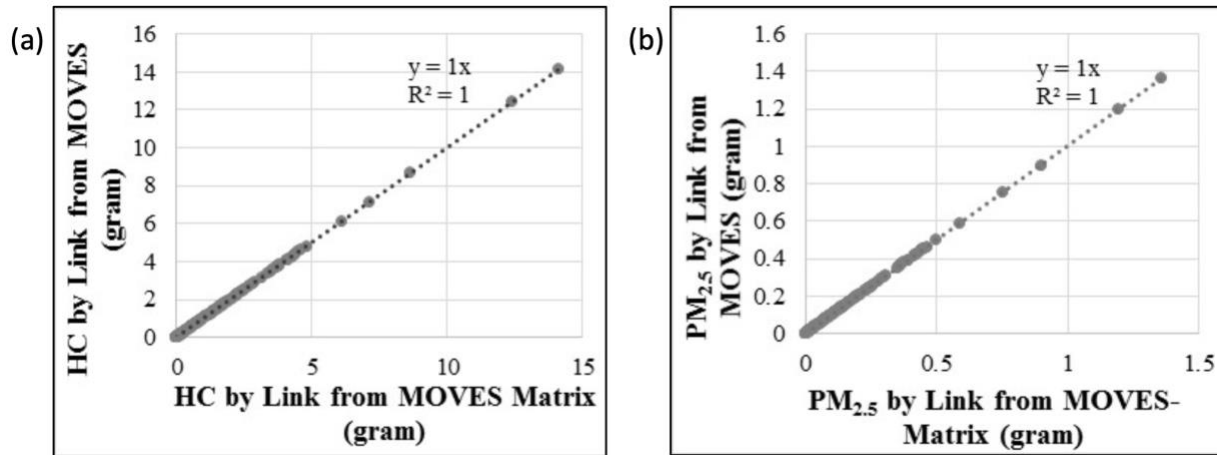 (a)
HC by Link from MOVES
(gram)
16
14
12
10
8
6
4
2
0
y = 1x
R² = 1
0
5
10
15
HC by Link from MOVES Matrix
(gram)
(b)
PM2.5 by Link from
MOVES (gram)
1.6
1.4
1.2
1
0.8
0.6
0.4
0.2
0
y = 1x
R² = 1
0
0.5
1
1.5
PM2.5 by Link from MOVES-
Matrix (gram)